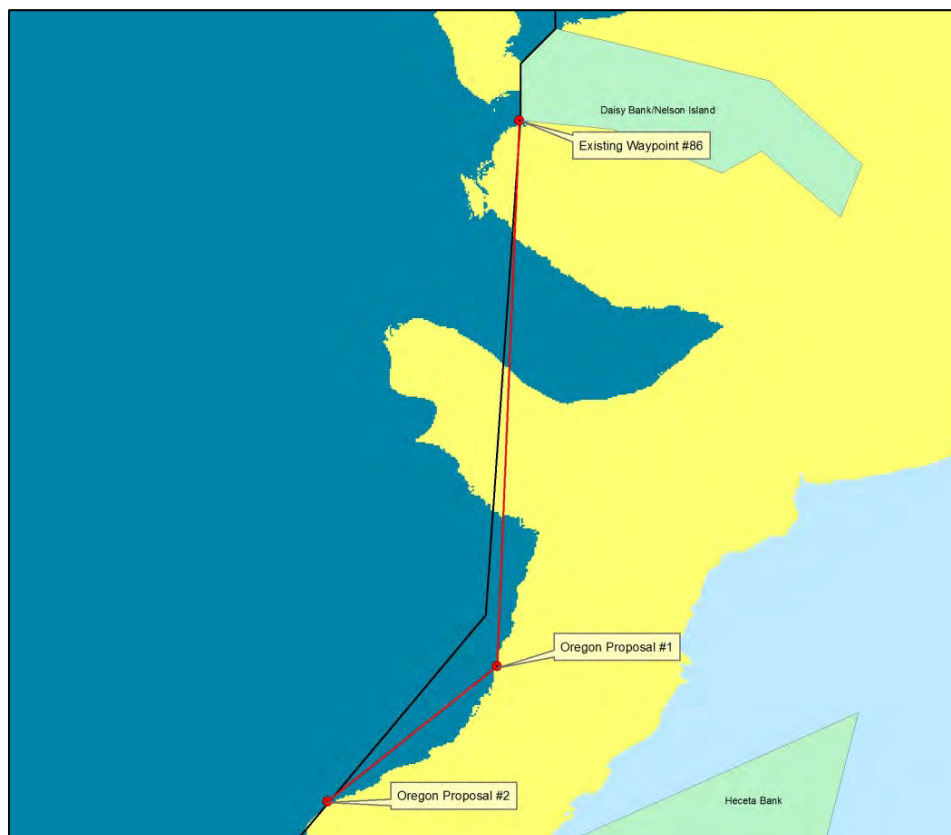 Daisy Bank/Nelson Island
Existing Waypoint #86
Oregon Proposal #1
Oregon Proposal #2
Heceta Bank